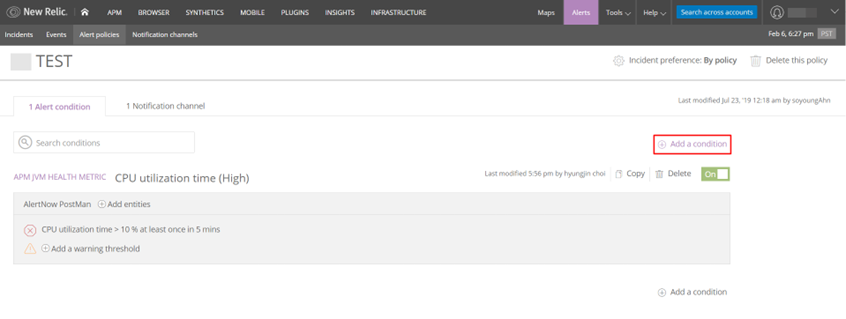 New Relic. APM BROWSER SYNTHETICS MOBILE PLUGINS INSIGHTS INFRASTRUCTURE Maps Alerts Tools Help Search across accounts
Incidents Events Alert policies Notification channels Feb 6, 6:27 pm PST
TEST Incident preference: By policy Delete this policy
1 Alert condition 1 Notification channel Last modified Jul 23, '19 12:18 am by soyoungAhn
Search conditions Add a condition
APM JVM HEALTH METRIC CPU utilization time (High) Last modified 5:56 pm by hyungjin choi Copy Delete On
AlertNow PostMan Add entities
CPU utilization time > 10 % at least once in 5 mins
Add a warning threshold
Add a condition